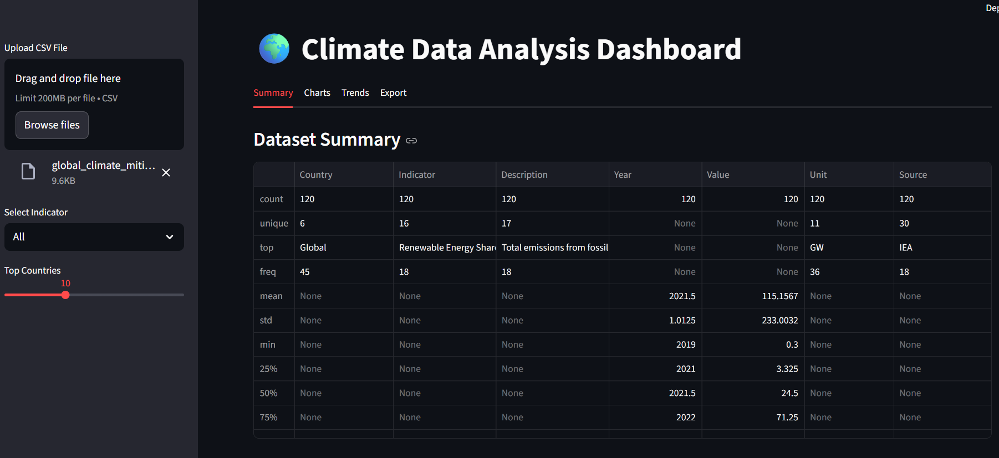 Dep
Upload CSV File
Drag and drop file here
Limit 200MB per file • CSV
Browse files
global_climate_miti...
9.6KB
Select Indicator
All
Top Countries
10
Climate Data Analysis Dashboard
Summary Charts Trends Export
Dataset Summary
Country Indicator Description Year Value Unit Source
count 120 120 120 120 120 120 120
unique 6 16 17 None None 11 30
top Global Renewable Energy Shar Total emissions from fossil None None GW IEA
freq 45 18 18 None None 36 18
mean None None None 2021.5 115.1567 None None
std None None None 1.0125 233.0032 None None
min None None None 2019 0.3 None None
25% None None None 2021 3.325 None None
50% None None None 2021.5 24.5 None None
75% None None None 2022 71.25 None None